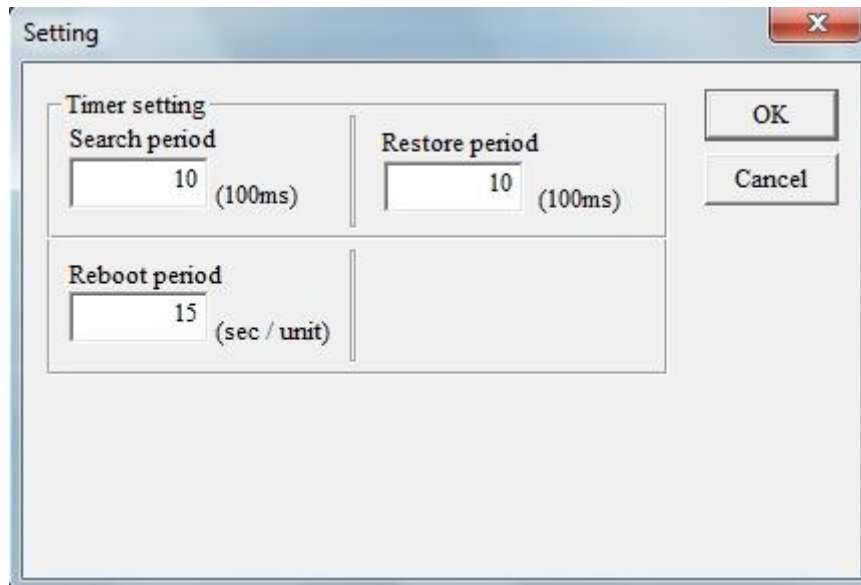 Setting
Timer setting
Search period
10 (100ms)
Restore period
10 (100ms)
Reboot period
15 (sec / unit)
OK
Cancel